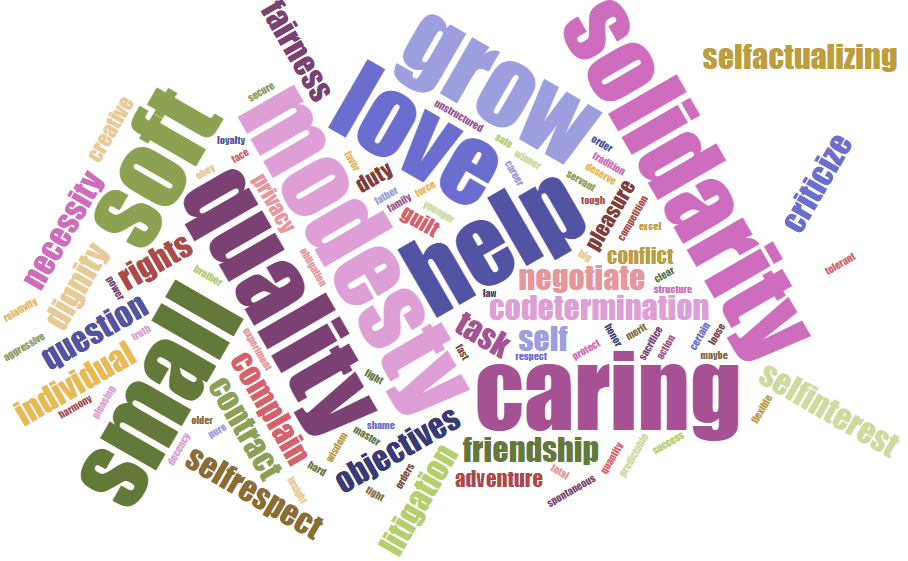 fairness
grow
solidarity
selfactualizing
love
soft
modesty
secure
creative
loyalty
face
obey
unstructured
safe
winner
order
tradition
deserve
servant
career
favor
duty
father
family
force
younger
guilt
tough
pleasure
competition
excel
big
criticize
tolerant
necessity
privacy
quality
help
conflict
negotiate
clear
structure
codetermination
law
rights
dignity
power
brother
obligation
relativity
aggressive
question
truth
small
individual
harmony
pleasing
experiment
task
fast
self
respect
protect
honor
merit
sacrifice
action
certain
loose
maybe
caring
selfinterest
flexible
complain
contract
fight
shame
older
pure
decency
wisdom
master
objectives
friendship
adventure
selfrespect
insight
hard
tight
orders
litigation
total
spontaneous
quantity
predictable
success